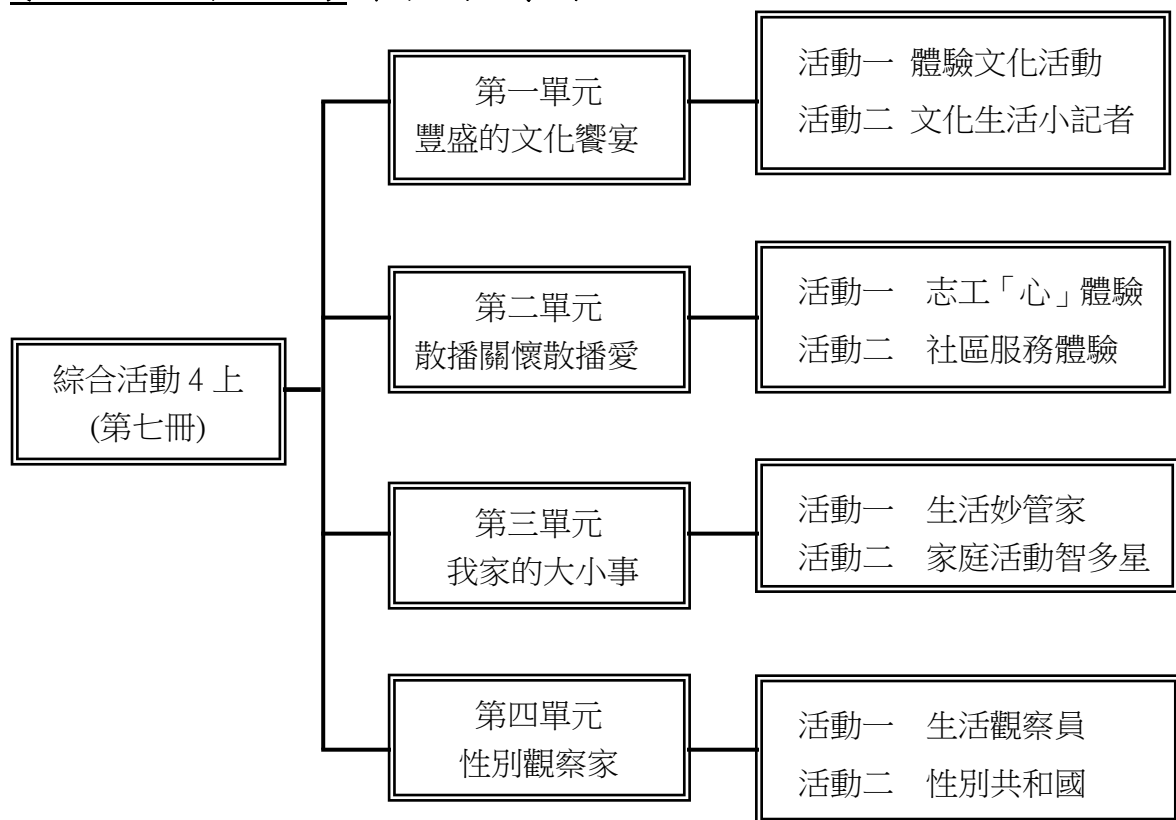 綜合活動 4 上
(第七冊)
第一單元
豐盛的文化饗宴
活動一 體驗文化活動
活動二 文化生活小記者
第二單元
散播關懷散播愛
活動一 志工「心」體驗
活動二 社區服務體驗
第三單元
我家的大小事
活動一 生活妙管家
活動二 家庭活動智多星
第四單元
性別觀察家
活動一 生活觀察員
活動二 性別共和國